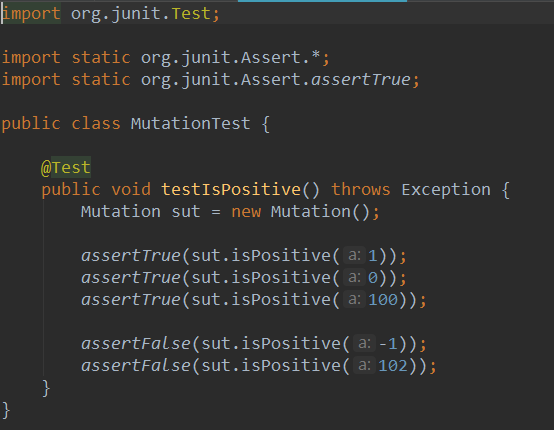 import org.junit.Test;
import static org.junit.Assert.*;
import static org.junit.Assert.assertTrue;
public class MutationTest {
@Test
public void testIsPositive() throws Exception {
Mutation sut = new Mutation();
assertTrue(sut.isPositive( a: 1));
assertTrue(sut.isPositive( a: 0));
assertTrue(sut.isPositive( a: 100));
assertFalse(sut.isPositive( a: -1));
assertFalse(sut.isPositive( a: 102));
}
}